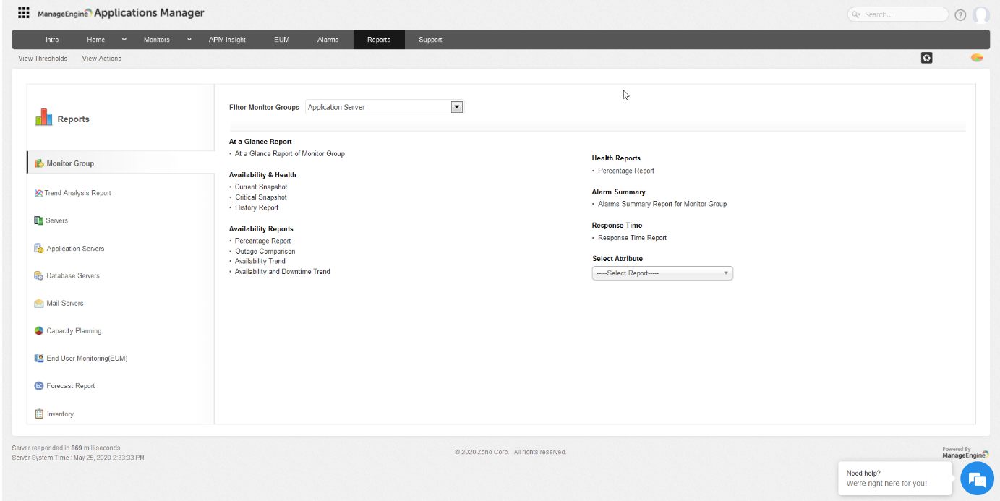 ManageEngine Applications Manager
Search...
?
Intro Home Monitors APM Insight EUM Alarms Reports Support
View Thresholds View Actions
Reports
Monitor Group
Trend Analysis Report
Servers
Application Servers
Database Servers
Mail Servers
Capacity Planning
End User Monitoring(EUM)
Forecast Report
Inventory
Filter Monitor Groups Application Server
At a Glance Report
• At a Glance Report of Monitor Group
Availability & Health
• Current Snapshot
• Critical Snapshot
• History Report
Availability Reports
• Percentage Report
• Outage Comparison
• Availability Trend
• Availability and Downtime Trend
Health Reports
• Percentage Report
Alarm Summary
• Alarms Summary Report for Monitor Group
Response Time
• Response Time Report
Select Attribute
-----Select Report-----
Server responded in 869 milliseconds
Server System Time : May 25, 2020 2:33:33 PM
© 2020 Zoho Corp. All rights reserved.
Powered By
ManageEngine
Need help?
We're right here for you!